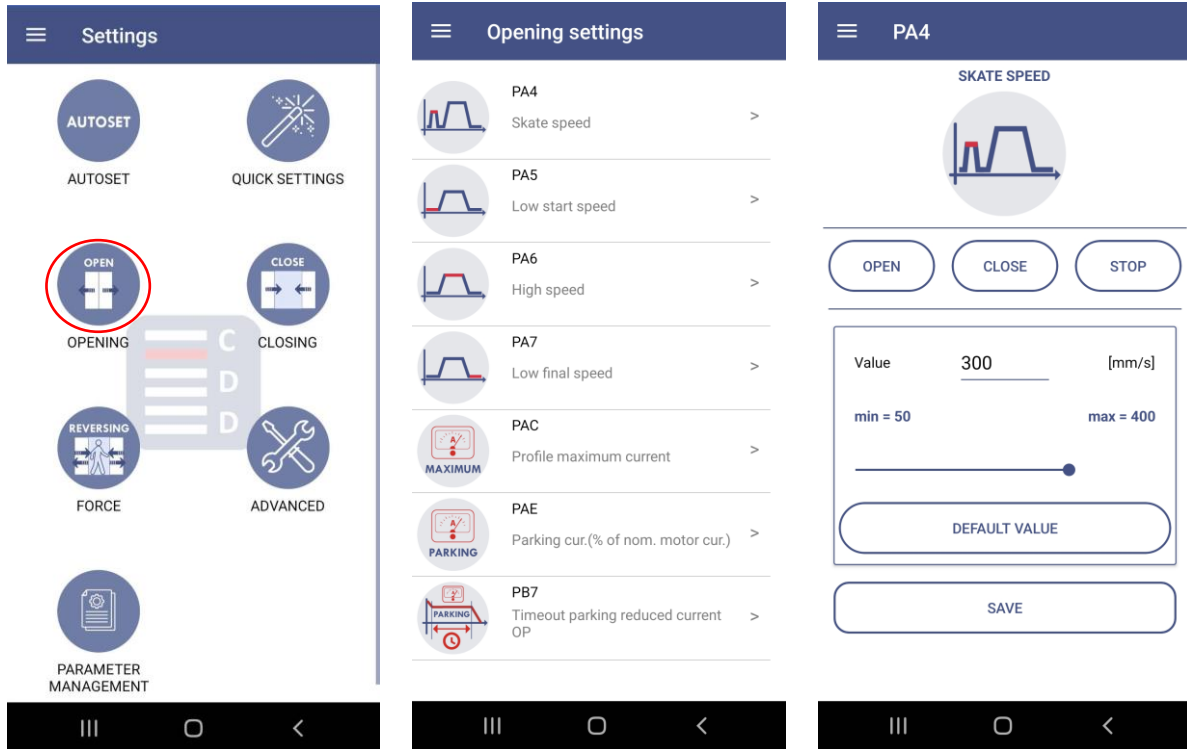 Settings
AUTOSET
AUTOSET
QUICK SETTINGS
OPEN
OPENING
CLOSE
CLOSING
C
D
D
REVERSING
FORCE
ADVANCED
PARAMETER
MANAGEMENT
Opening settings
PA4
Skate speed
>
PA5
Low start speed
>
PA6
High speed
>
PA7
Low final speed
>
A
MAXIMUM
PAC
Profile maximum current
>
A
PARKING
PAE
Parking cur.(% of nom. motor cur.)
>
PARKING
PB7
Timeout parking reduced current
OP
>
PA4
SKATE SPEED
OPEN
CLOSE
STOP
Value 300 [mm/s]
min = 50 max = 400
DEFAULT VALUE
SAVE